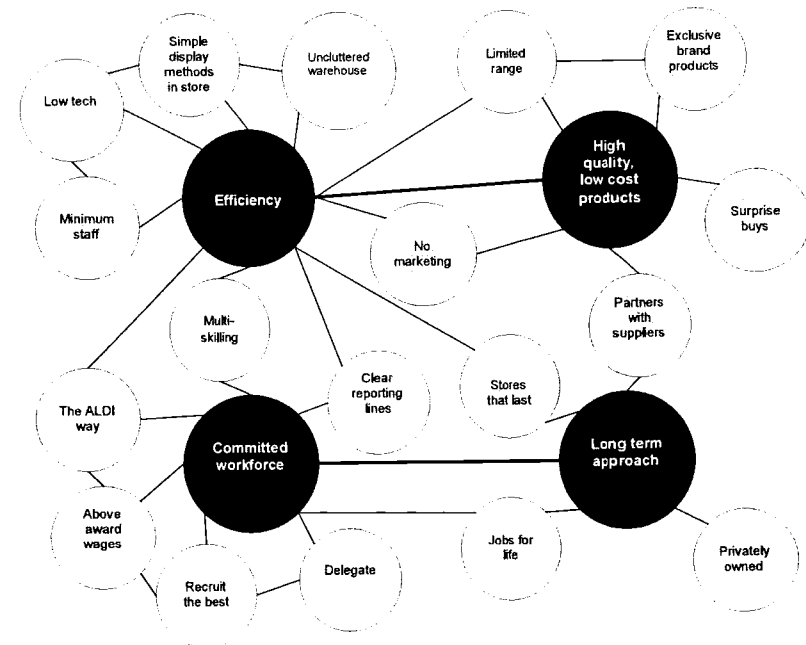 Simple
display
methods
in store
Uncluttered
warehouse
Limited
range
Exclusive
brand
products
Low tech
High
quality,
low cost
products
Efficiency
Minimum
staff
No
marketing
Surprise
buys
Multi-
skilling
Partners
with
suppliers
The ALDI
way
Clear
reporting
lines
Stores
that last
Committed
workforce
Long term
approach
Above
award
wages
Recruit
the best
Delegate
Jobs for
life
Privately
owned